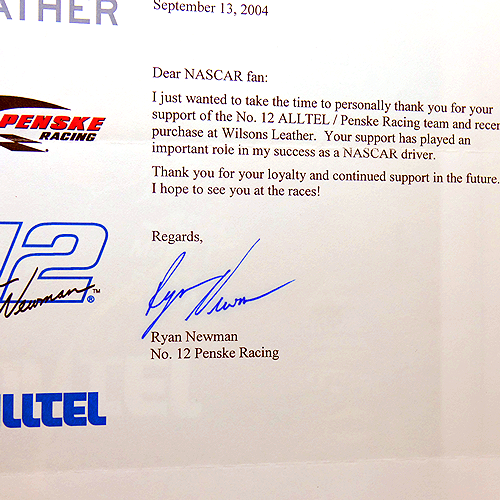 EATHER
September 13, 2004
Dear NASCAR fan:
I just wanted to take the time to personally thank you for your
support of the No. 12 ALLTEL / Penske Racing team and recen
purchase at Wilsons Leather. Your support has played an
important role in my success as a NASCAR driver.
Thank you for your loyalty and continued support in the future.
I hope to see you at the races!
Regards,
Ryan Newman
Ryan Newman
No. 12 Penske Racing
PENSKE
RACING
12
Newman™®
LLTEL